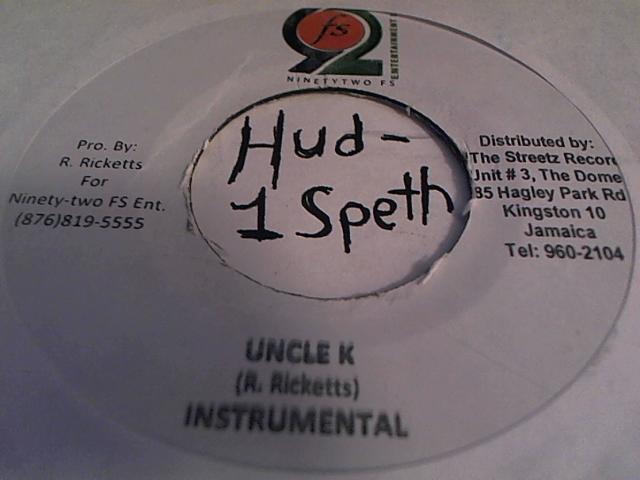 92
fs
ENTERTAINMENT
NINETYTWO FS
Pro. By:
R. Ricketts
For
Ninety-two FS Ent.
(876)819-5555
Hud-
1 Speth
Distributed by:
The Streetz Record
Unit # 3, The Dome
85 Hagley Park Rd
Kingston 10
Jamaica
Tel: 960-2104
UNCLE K
(R. Ricketts)
INSTRUMENTAL